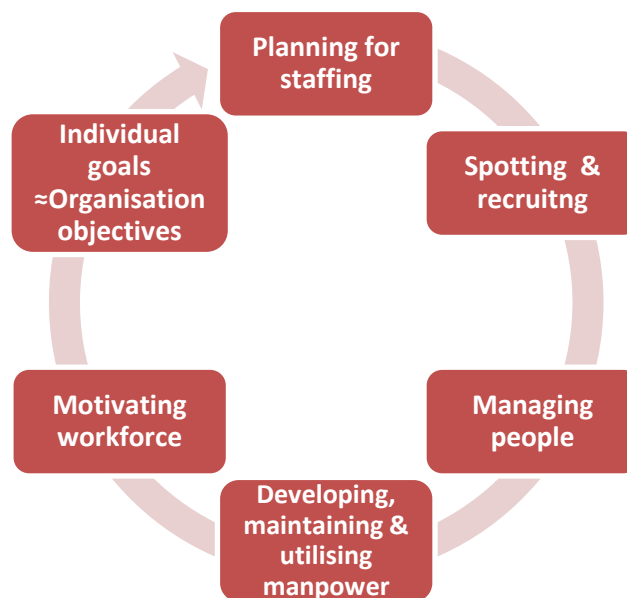 Planning for
staffing
Spotting & 
recruitng
Managing
people
Developing,
maintaining &
utilising
manpower
Motivating
workforce
Individual
goals
≈Organisation
objectives